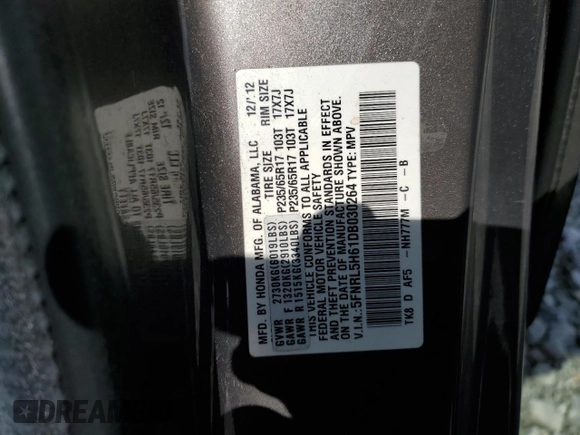 MFD. BY HONDA MFG. OF ALABAMA, LLC 12/'12
TIRE SIZE RIM SIZE
GVWR 2730KG(6019LBS)
GAWR F 1320KG(2910LBS) P235/65R17 103T 17X7J
GAWR R 1515KG(3340LBS) P235/65R17 103T 17X7J
THIS VEHICLE CONFORMS TO ALL APPLICABLE
FEDERAL MOTOR VEHICLE SAFETY
AND THEFT PREVENTION STANDARDS IN EFFECT
ON THE DATE OF MANUFACTURE SHOWN ABOVE.
V.I.N.: 5FNRL5H61DB030264 TYPE: MPV
TK8 D AF5 -NH777M -C -B